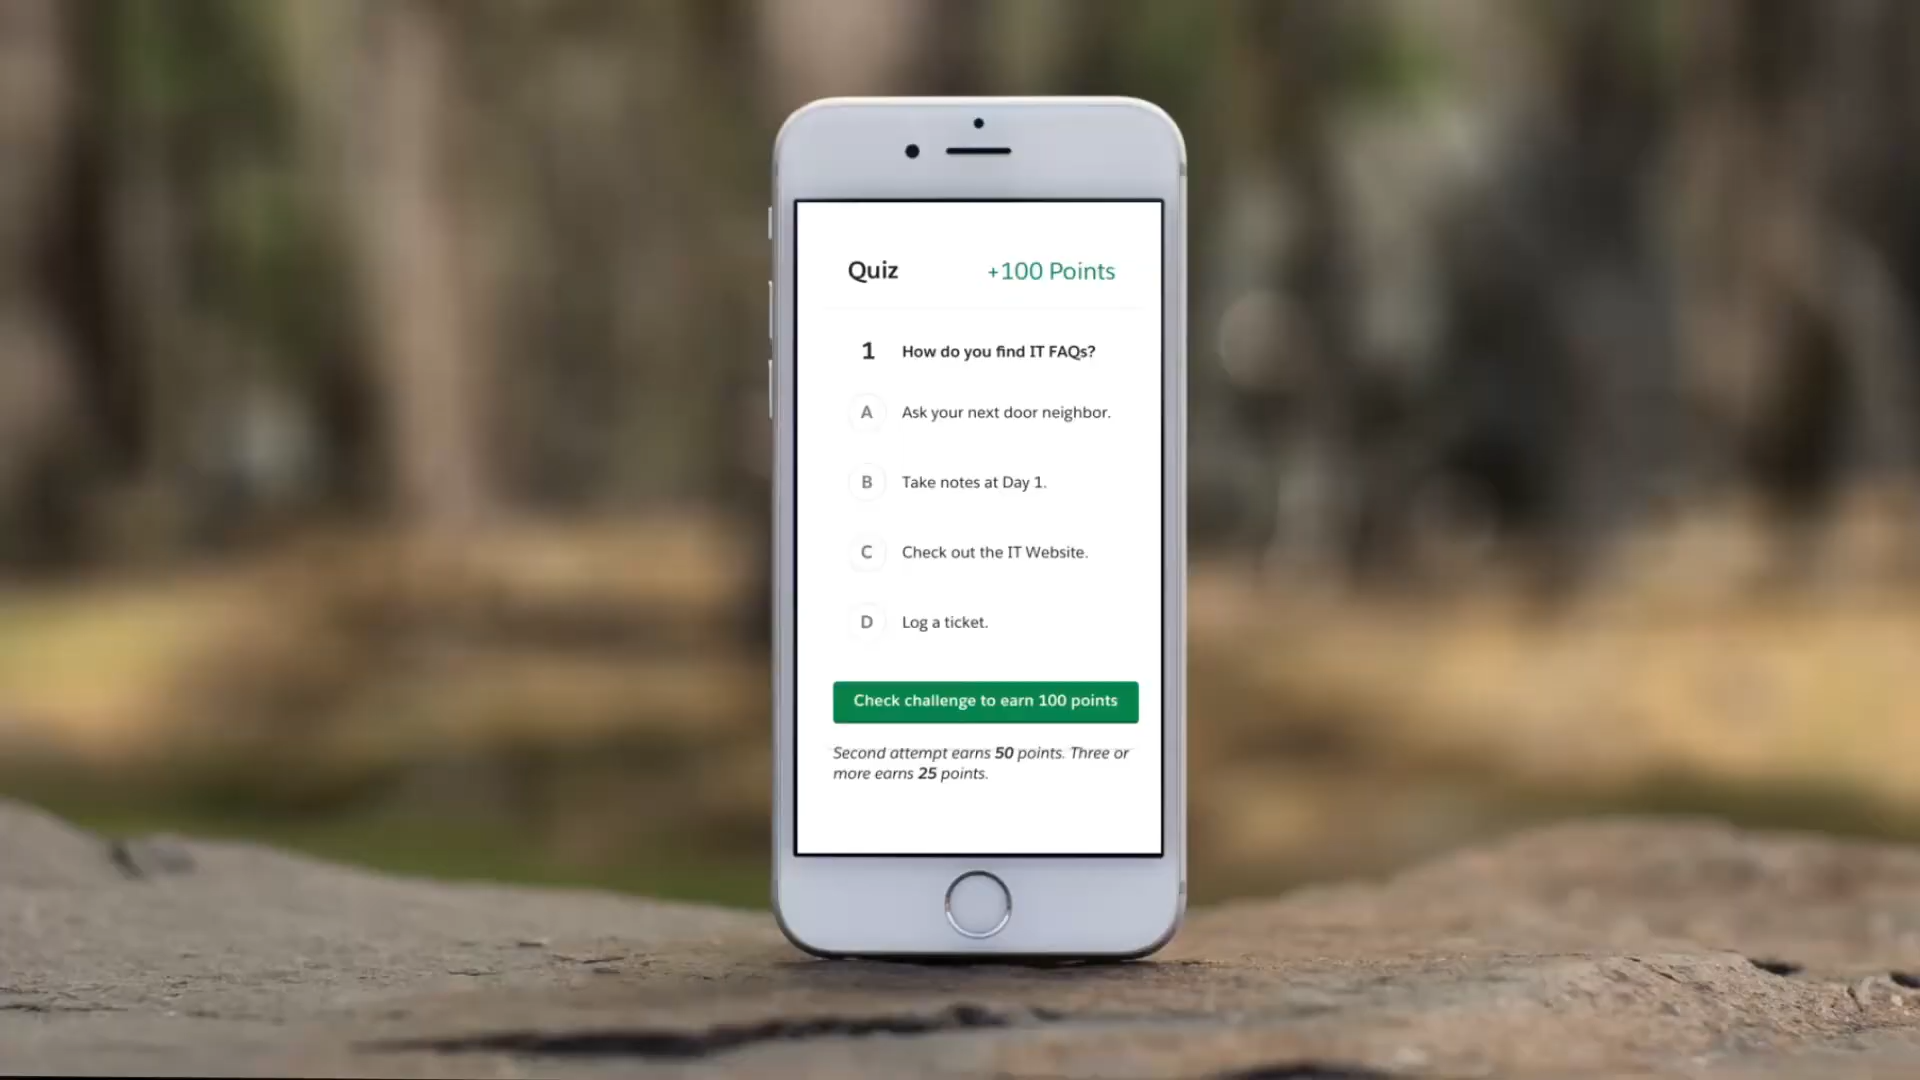 Quiz +100 Points
1 How do you find IT FAQs?
A Ask your next door neighbor.
B Take notes at Day 1.
C Check out the IT Website.
D Log a ticket.
Check challenge to earn 100 points
Second attempt earns 50 points. Three or
more earns 25 points.